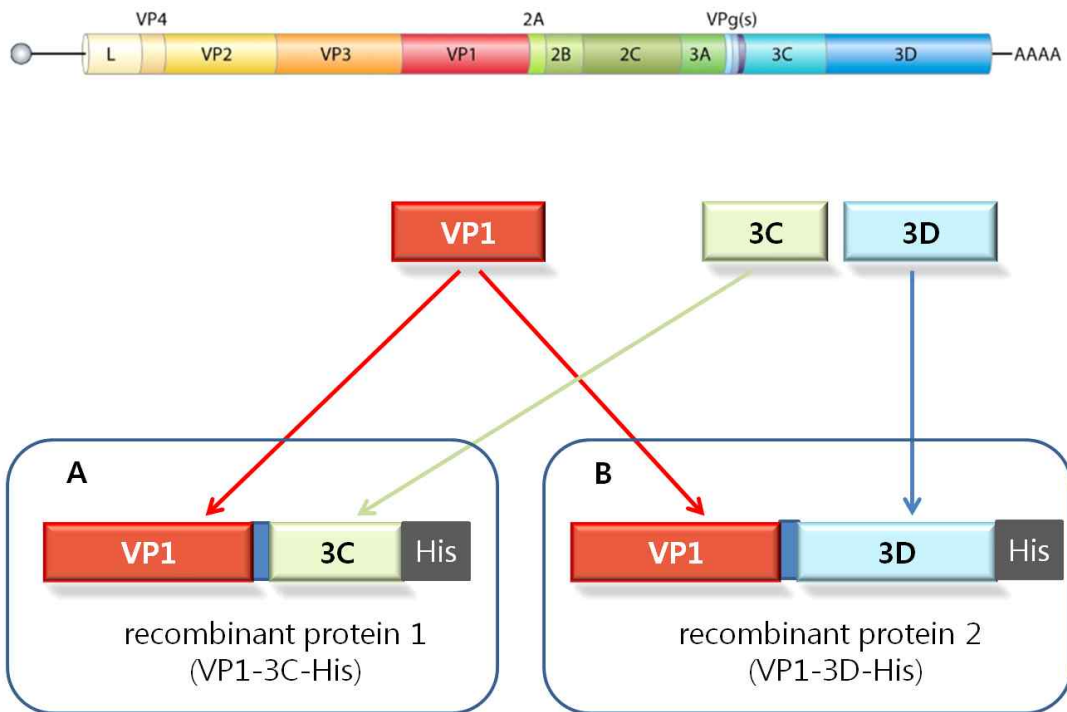 VP4 2A VPg(s)
L VP2 VP3 VP1 2B 2C 3A 3C 3D AAAA
VP1 3C 3D
A B
VP1 3C His VP1 3D His
recombinant protein 1
(VP1-3C-His)
recombinant protein 2
(VP1-3D-His)